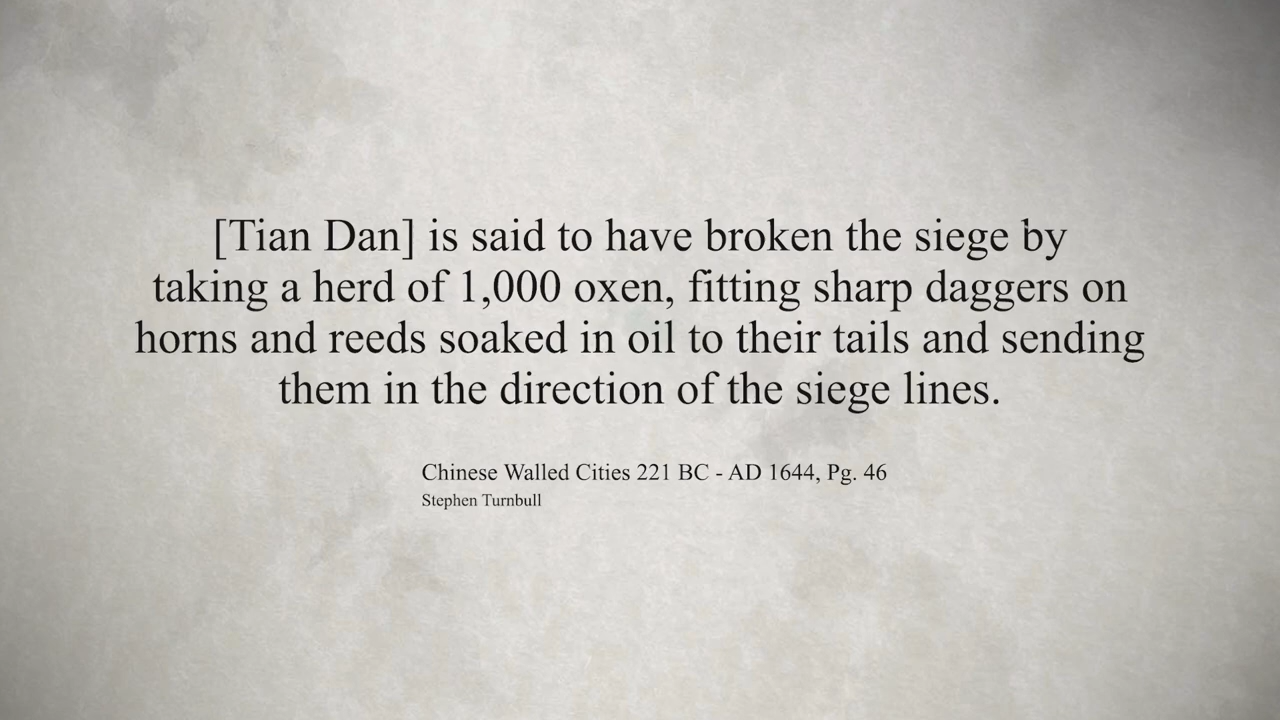 [Tian Dan] is said to have broken the siege by
taking a herd of 1,000 oxen, fitting sharp daggers on
horns and reeds soaked in oil to their tails and sending
them in the direction of the siege lines.
Chinese Walled Cities 221 BC - AD 1644, Pg. 46
Stephen Turnbull